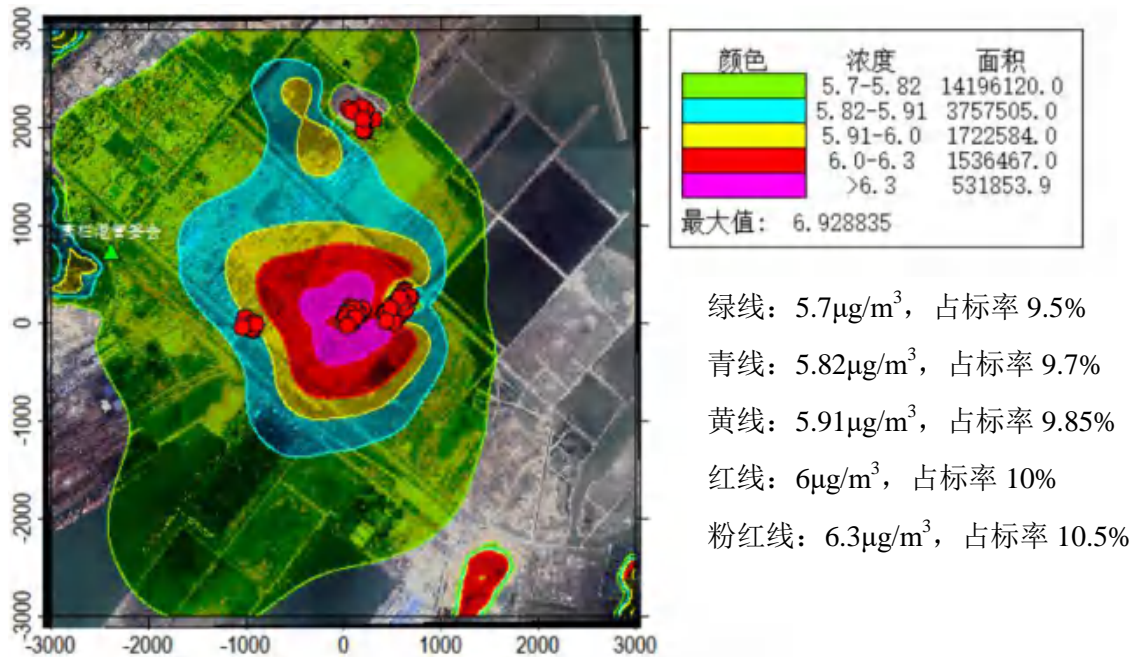 颜色 浓度 面积
5.7-5.82 14196120.0
5.82-5.91 3757505.0
5.91-6.0 1722584.0
6.0-6.3 1536467.0
>6.3 531853.9
最大值: 6.928835
绿线:5.7μg/m³,占标率 9.5%
青线:5.82μg/m³,占标率 9.7%
黄线:5.91μg/m³,占标率 9.85%
红线:6μg/m³,占标率 10%
粉红线:6.3μg/m³,占标率 10.5%
3000
2000
1000
0
-1000
-2000
-3000
-3000 -2000 -1000 0 1000 2000 3000